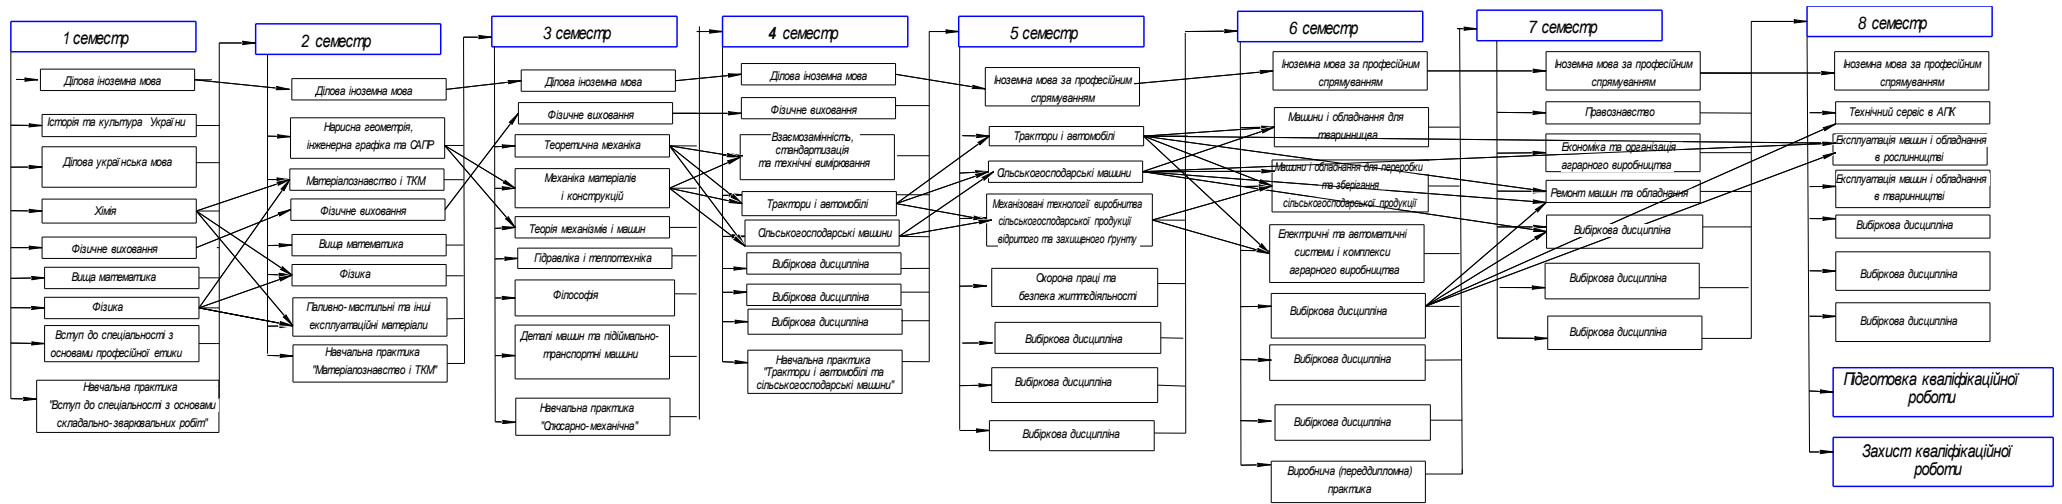 1 семестр
Ділова іноземна мова
Історія та культура України
Ділова українська мова
Хімія
Фізичне виховання
Вища математика
Фізика
Вступ до спеціальності з
основами професійної етики
Навчальна практика
"Вступ до спеціальності з основами
складально-зварювальних робіт"
2 семестр
Ділова іноземна мова
Нарисна геометрія,
інженерна графіка та САПР
Матеріалознавство і ТКМ
Фізичне виховання
Вища математика
Фізика
Паливно-мастильні та інші
експлуатаційні матеріали
Навчальна практика
"Матеріалознавство і ТКМ"
3 семестр
Ділова іноземна мова
Фізичне виховання
Теоретична механіка
Механіка матеріалів
і конструкцій
Теорія механізмів і машин
Гідравліка і теплотехніка
Філософія
Деталі машин та підіймально-
транспортні машини
Навчальна практика
"Слюсарно-механічна"
4 семестр
Ділова іноземна мова
Фізичне виховання
Взаємозамінність,
стандартизація
та технічні вимірювання
Трактори і автомобілі
Сільськогосподарські машини
Вибіркова дисципліна
Вибіркова дисципліна
Вибіркова дисципліна
Навчальна практика
"Трактори і автомобілі та
сільськогосподарські машини"
5 семестр
Іноземна мова за професійним
спрямуванням
Трактори і автомобілі
Сільськогосподарські машини
Механізовані технології виробнитва
сільськогосподарської продукції
відритого та захищеного ґрунту
Охорона праці та
безпека життєдіяльності
Вибіркова дисципліна
Вибіркова дисципліна
Вибіркова дисципліна
6 семестр
Іноземна мова за професійним
спрямуванням
Машини і обладнання для
тваринницва
Машини і обладнання для переробки
та зберігання
сільськогосподарської продукції
Електричні та автоматичні
системи і комплекси
аграрного виробництва
Вибіркова дисципліна
Вибіркова дисципліна
Вибіркова дисципліна
Виробнича (переддипломна)
практика
7 семестр
Іноземна мова за професійним
спрямуванням
Правознавство
Економіка та організація
аграрного виробництва
Ремонт машин та обладнання
Вибіркова дисципліна
Вибіркова дисципліна
Вибіркова дисципліна
8 семестр
Іноземна мова за професійним
спрямуванням
Технічний сервіс в АПК
Експлуатація машин і обладнання
в рослинництві
Експлуатація машин і обладнання
в тваринництві
Вибіркова дисципліна
Вибіркова дисципліна
Вибіркова дисципліна
Підготовка кваліфікаційної
роботи
Захист кваліфікаційної
роботи